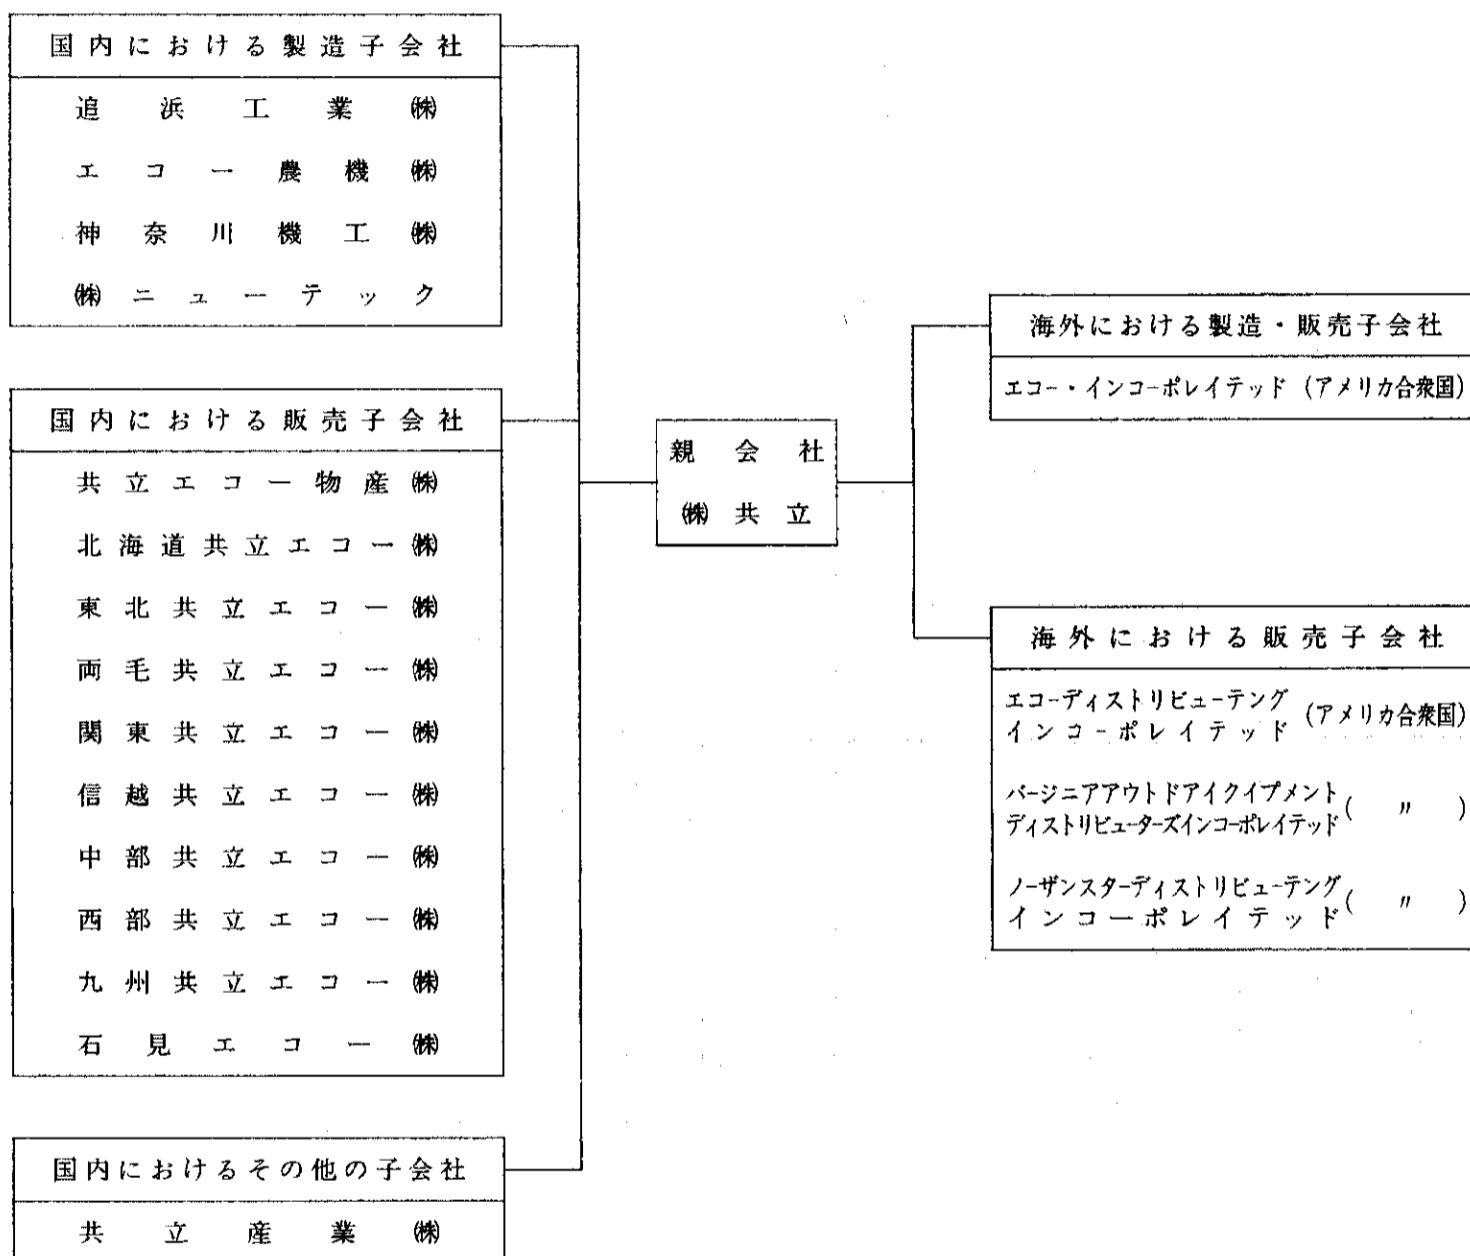 国内における製造子会社
追浜工業㈱
エコー農機㈱
神奈川機工㈱
㈱ニューテック
国内における販売子会社
共立エコー物産㈱
北海道共立エコー㈱
東北共立エコー㈱
両毛共立エコー㈱
関東共立エコー㈱
信越共立エコー㈱
中部共立エコー㈱
西部共立エコー㈱
九州共立エコー㈱
石見エコー㈱
国内におけるその他の子会社
共立産業㈱
親会社
㈱共立
海外における製造・販売子会社
エコー・インコーポレイテッド（アメリカ合衆国）
海外における販売子会社
エコーディストリビューテング
インコーポレイテッド（アメリカ合衆国）
バージニアアウトドアイクイプメント
ディストリビューターズインコーポレイテッド（　〃　）
ノーザンスターディストリビューテング
インコーポレイテッド（　〃　）